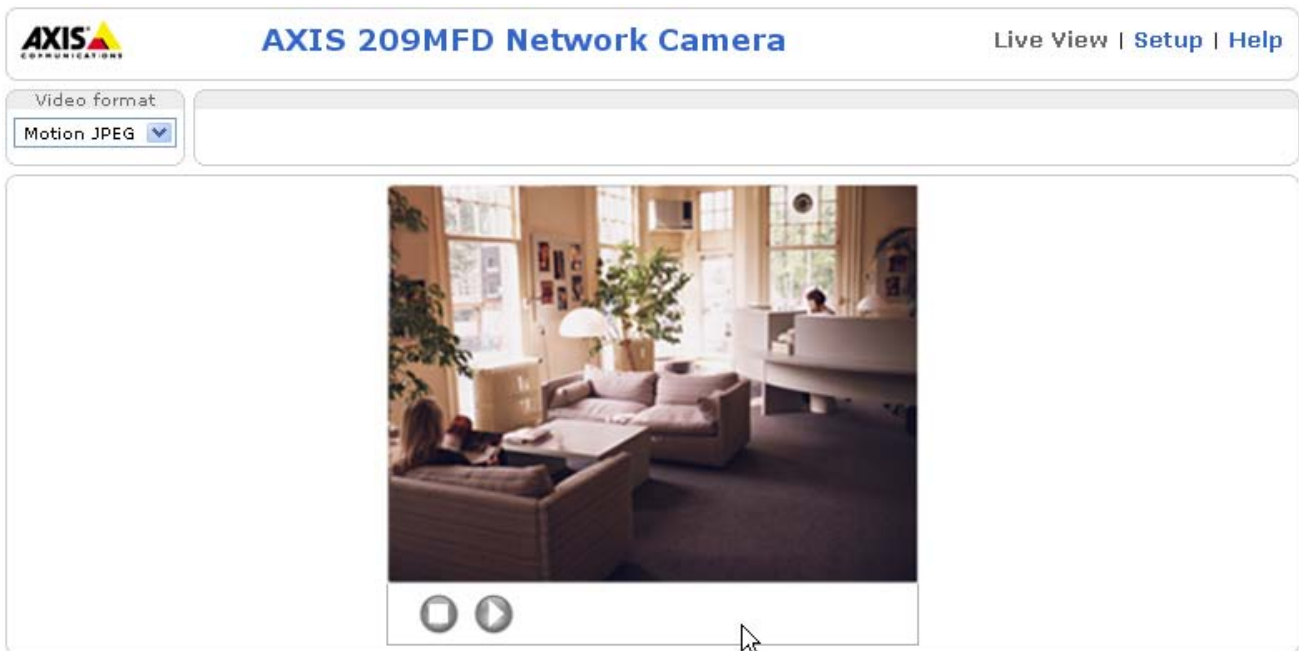 AXIS
COMMUNICATIONS
AXIS 209MFD Network Camera
Live View | Setup | Help
Video format
Motion JPEG